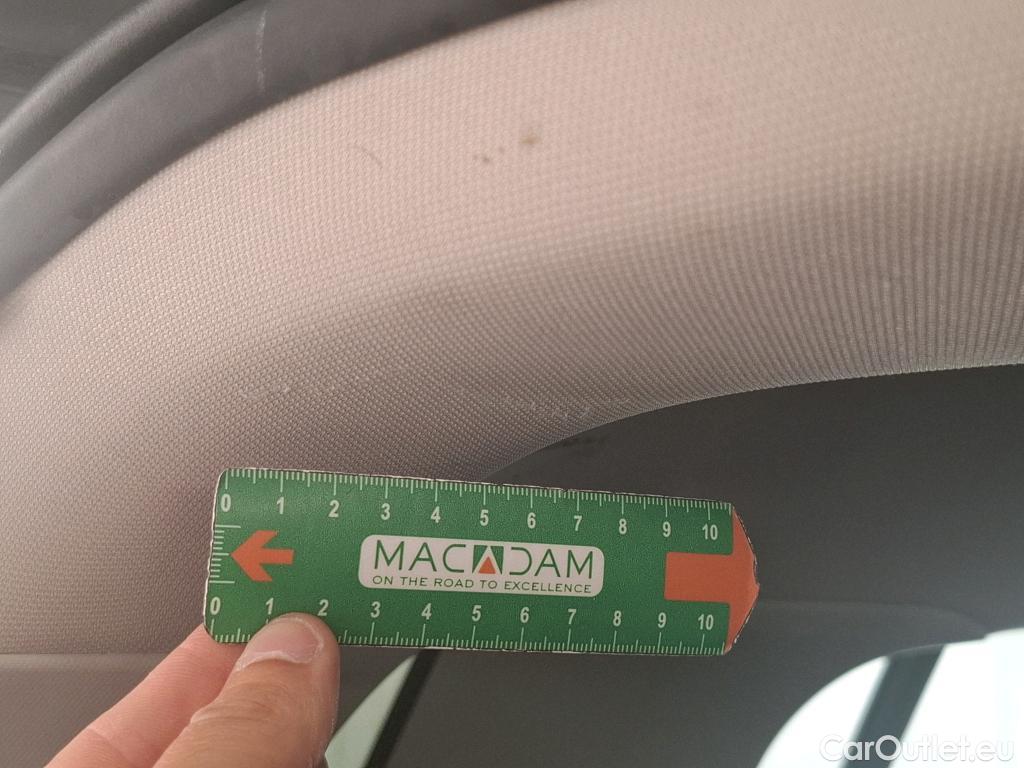 0 1 2 3 4 5 6 7 8 9 10
MACADAM
ON THE ROAD TO EXCELLENCE
0 1 2 3 4 5 6 7 8 9 10
CarOutlet.eu